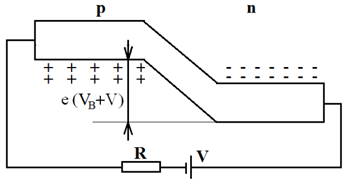 p n
+ + + + +
- - - - - - -
+ + + + +
- - - - - - -
e (V_B+V)
R V